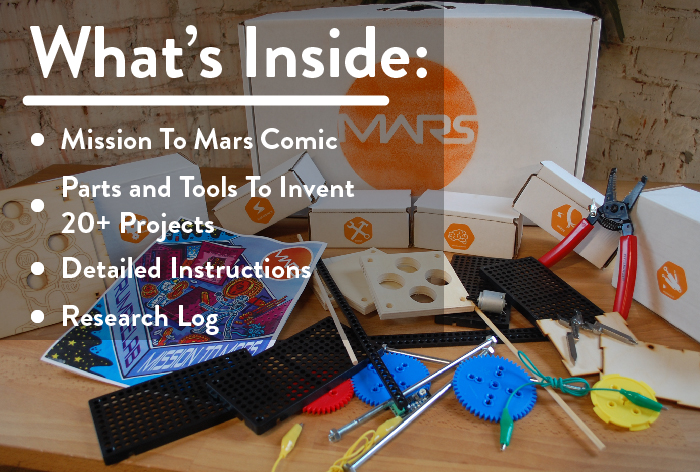 What's Inside:
Mission To Mars Comic
Parts and Tools To Invent
20+ Projects
Detailed Instructions
Research Log
MARS
MISSION TO MARS